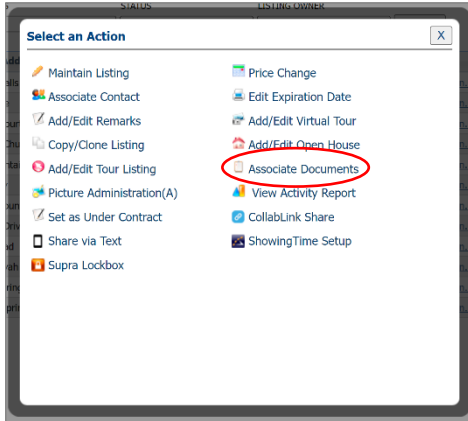 STATUS LISTING OWNER
Select an Action X
Maintain Listing Price Change
Associate Contact Edit Expiration Date
Add/Edit Remarks Add/Edit Virtual Tour
Copy/Clone Listing Add/Edit Open House
Add/Edit Tour Listing Associate Documents
Picture Administration(A) View Activity Report
Set as Under Contract CollabLink Share
Share via Text ShowingTime Setup
Supra Lockbox